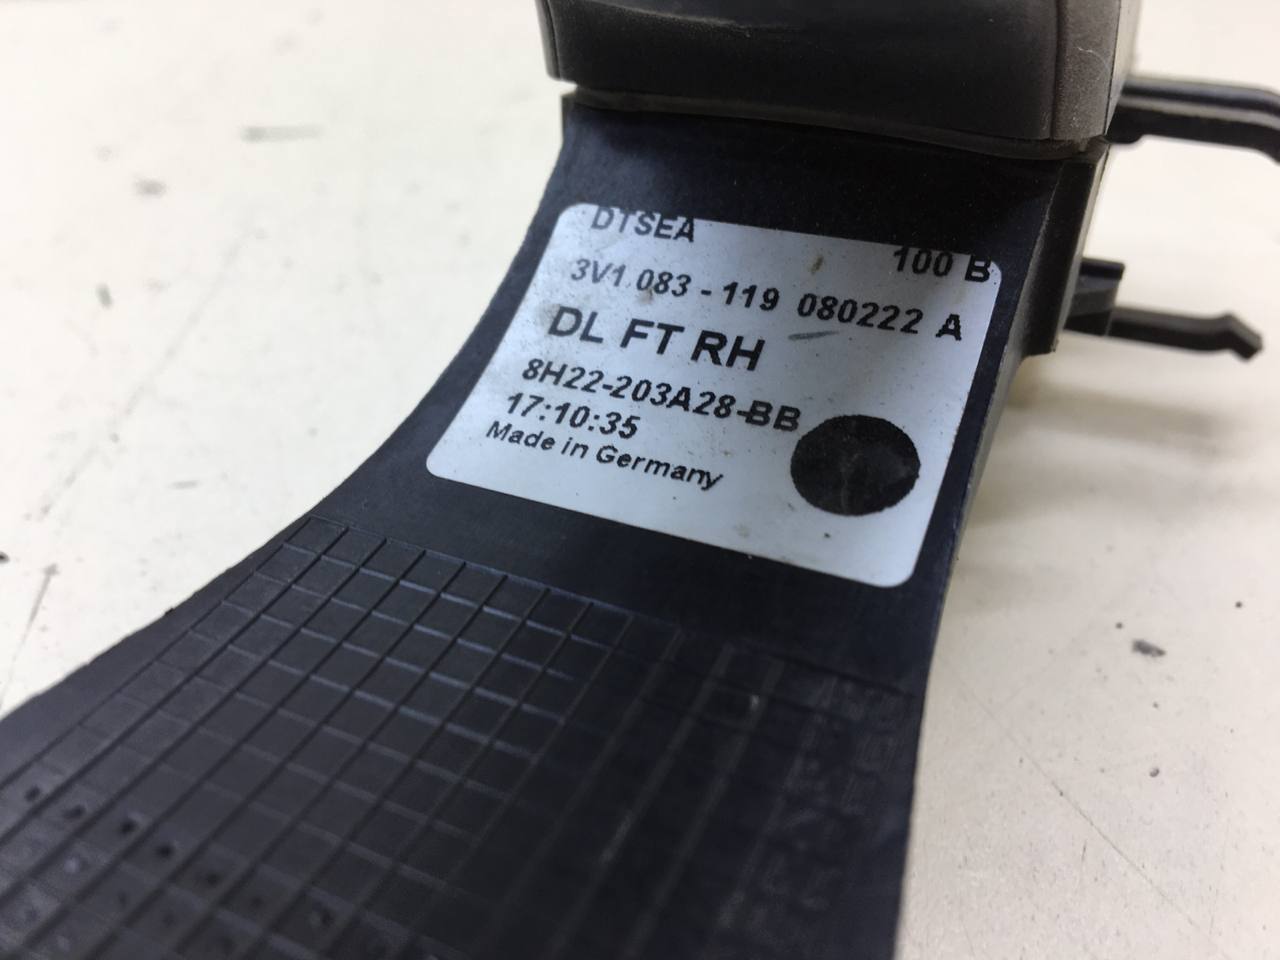 DTSEA 100 B
3V1.083 - 119 080222 A
DL FT RH
8H22-203A28-BB
17:10:35
Made in Germany